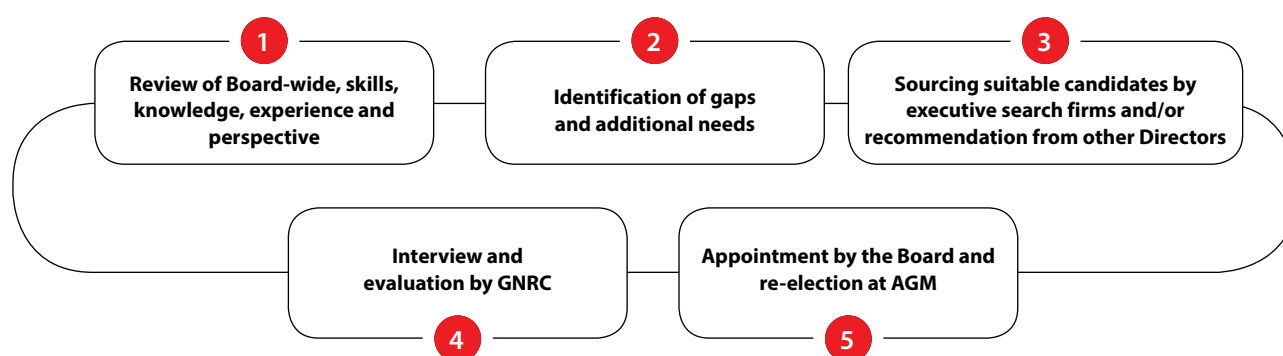 1
Review of Board-wide, skills,
knowledge, experience and
perspective
2
Identification of gaps
and additional needs
3
Sourcing suitable candidates by
executive search firms and/or
recommendation from other Directors
Interview and
evaluation by GNRC
4
Appointment by the Board and
re-election at AGM
5